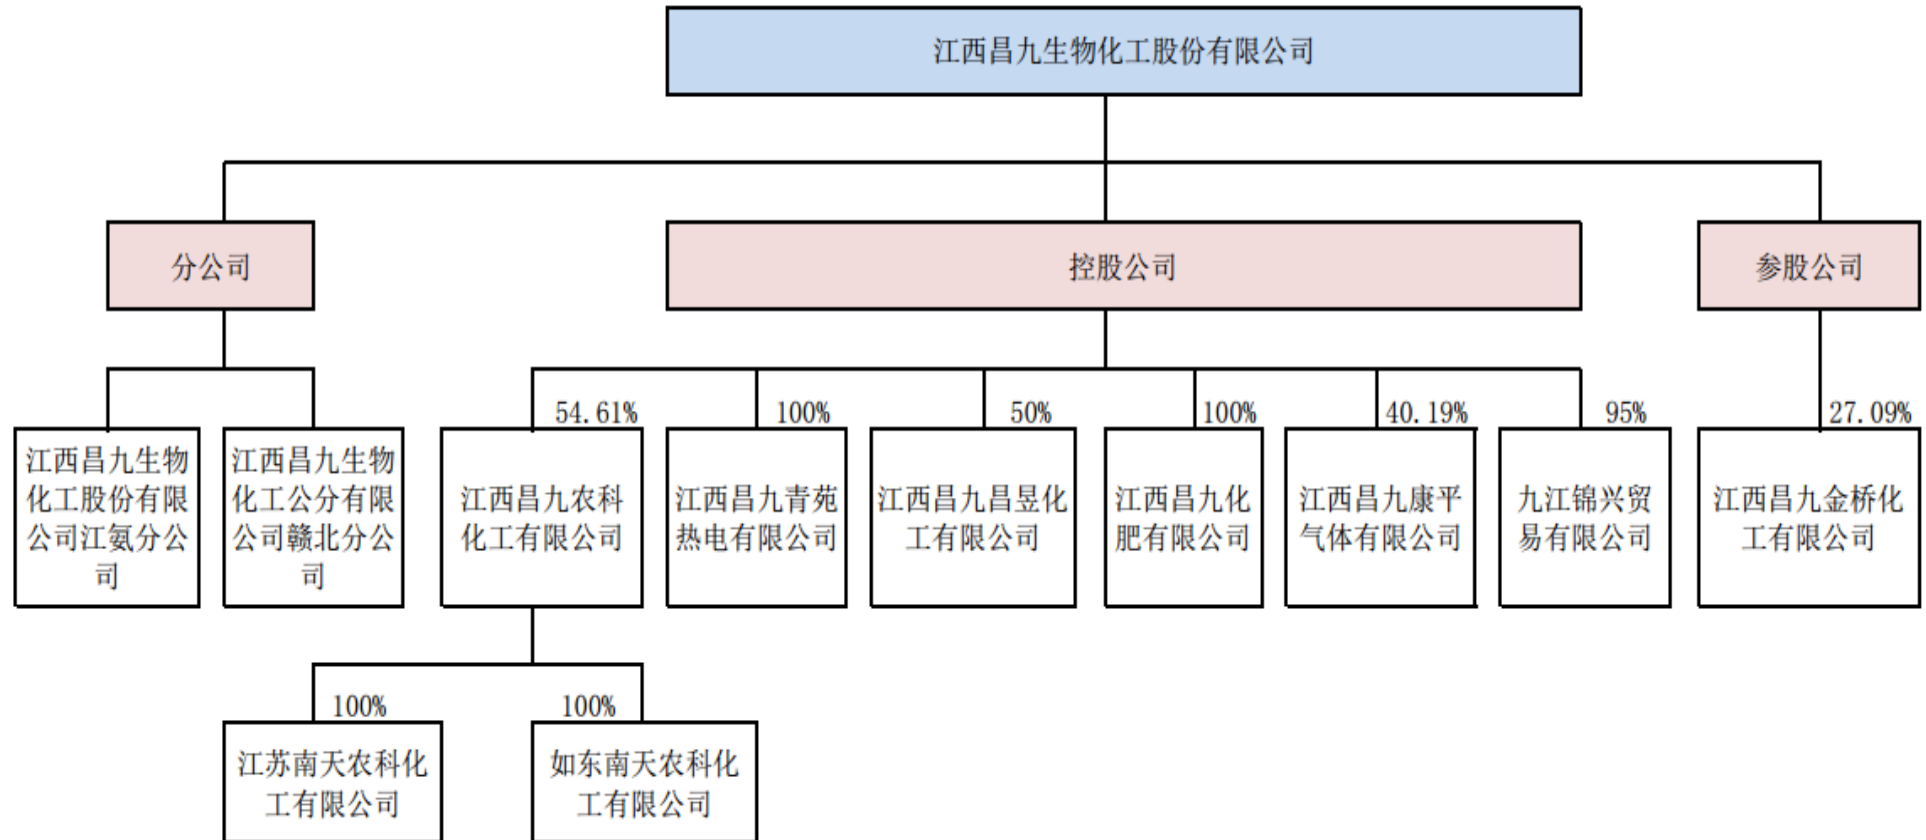 江西昌九生物化工股份有限公司
分公司
控股公司
参股公司
54.61%
100%
50%
100%
40.19%
95%
27.09%
江西昌九生物
化工股份有限
公司江氨分公
司
江西昌九生物
化工公分有限
公司赣北分公
司
江西昌九农科
化工有限公司
江西昌九青苑
热电有限公司
江西昌九昌昱化
工有限公司
江西昌九化
肥有限公司
江西昌九康平
气体有限公司
九江锦兴贸
易有限公司
江西昌九金桥化
工有限公司
100%
100%
江苏南天农科化
工有限公司
如东南天农科化
工有限公司